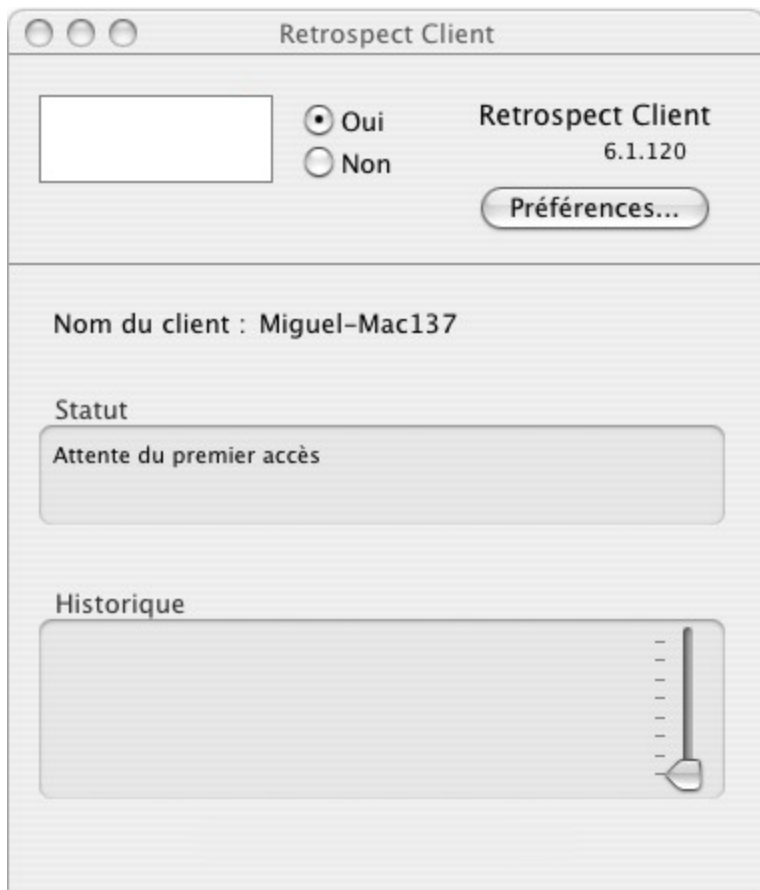 Retrospect Client
Oui
Non
Retrospect Client
6.1.120
Préférences...
Nom du client : Miguel-Mac137
Statut
Attente du premier accès
Historique